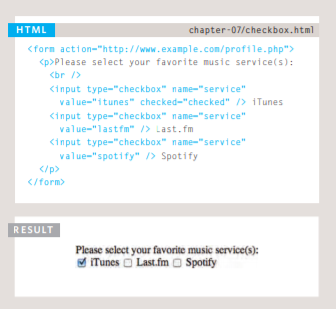 HTML
chapter-07/checkbox.html
<form action="http://www.example.com/profile.php">
<p>Please select your favorite music service(s):
<br />
<input type="checkbox" name="service"
value="itunes" checked="checked" /> iTunes
<input type="checkbox" name="service"
value="lastfm" /> Last.fm
<input type="checkbox" name="service"
value="spotify" /> Spotify
</p>
</form>
RESULT
Please select your favorite music service(s):
iTunes Last.fm Spotify